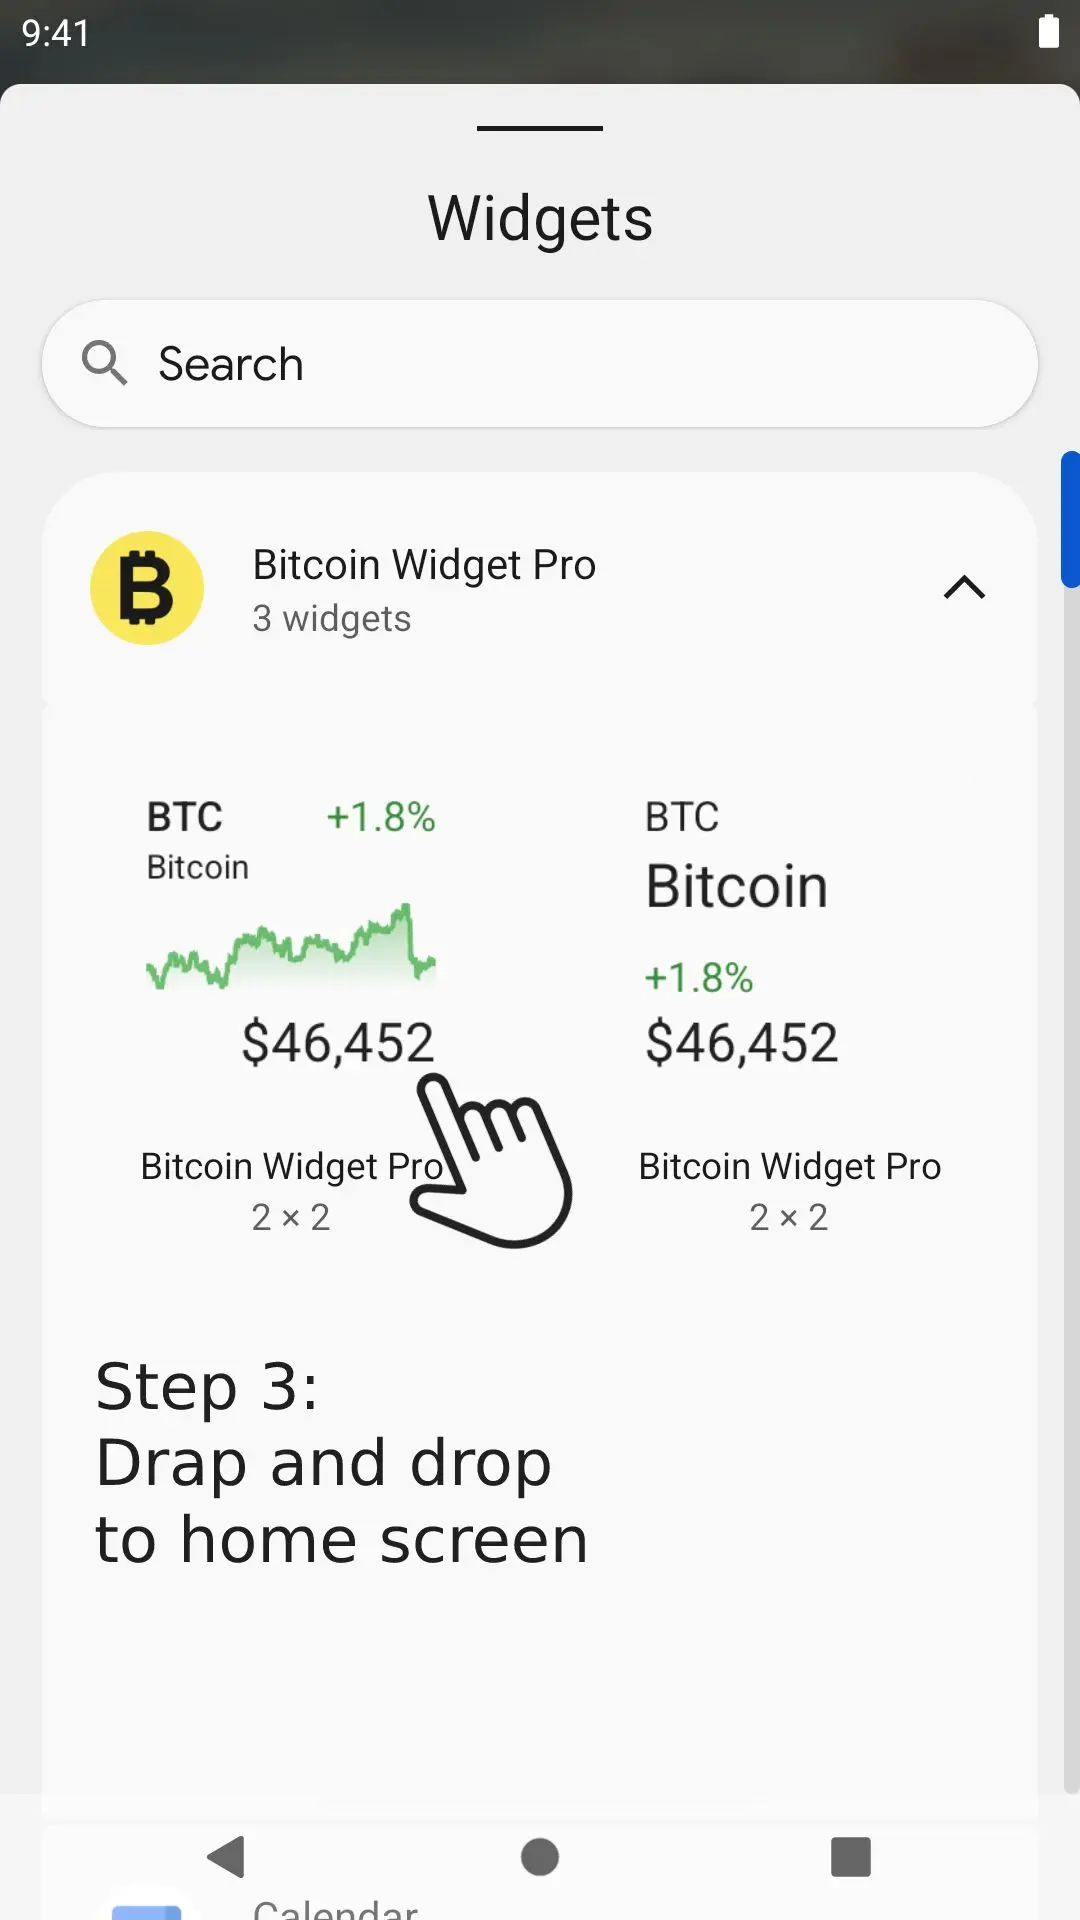 9:41
Widgets
Search
Bitcoin Widget Pro
3 widgets
BTC +1.8%
Bitcoin
$46,452
Bitcoin Widget Pro
2 × 2
BTC
Bitcoin
+1.8%
$46,452
Bitcoin Widget Pro
2 × 2
Step 3:
Drap and drop
to home screen
Calendar